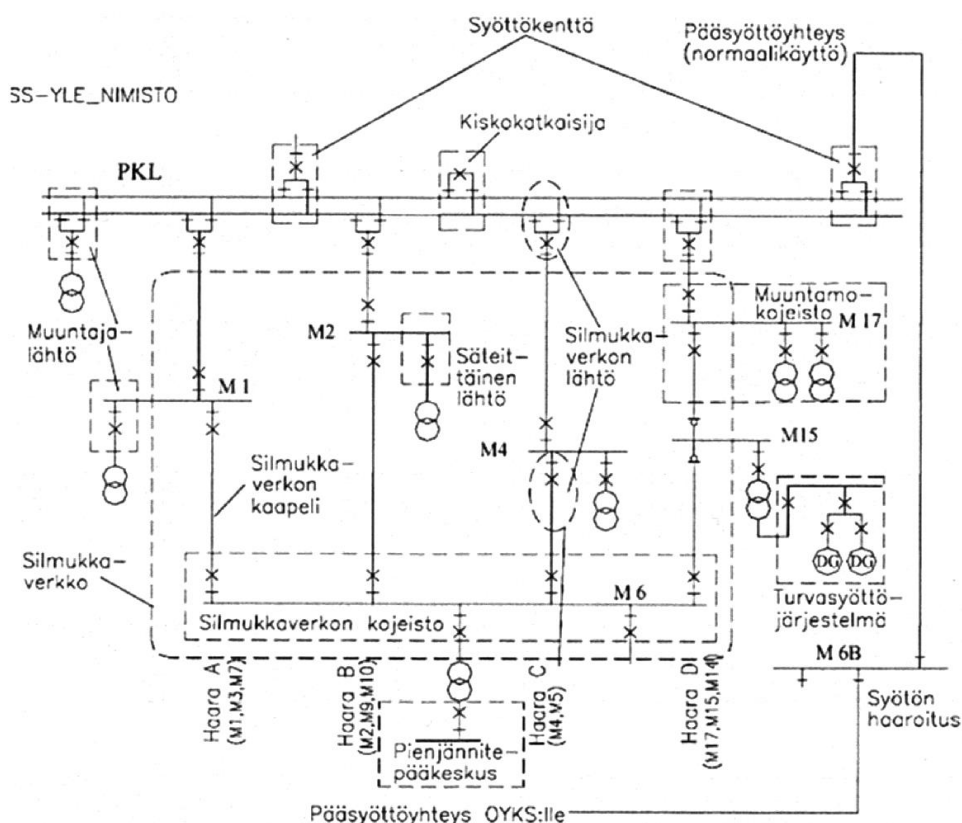 Syöttökenttä
Pääsyöttöyhteys
(normaalikäyttö)
SS-YLE_NIMISTO
Kiskokatkaisija
PKL
Muuntaja-
lähtö
M2
Säteit-
täinen
lähtö
Silmukka-
verkon
lähtö
Muuntamo-
kojeisto
M 17
M 1
M4
M15
Silmukka-
verkon
kaapeli
Silmukka-
verkko
DG
DG
Turvasyöttö-
järjestelmä
M 6
Silmukkaverkon kojeisto
M 6B
Syötön
haaroitus
Haara A
(M1,M3,M7)
Haara B
(M2,M9,M10)
Haara C
(M4,M5)
Haara D
(M17,M15,M14)
Pienjännite-
pääkeskus
Pääsyöttöyhteys OYKS:lle